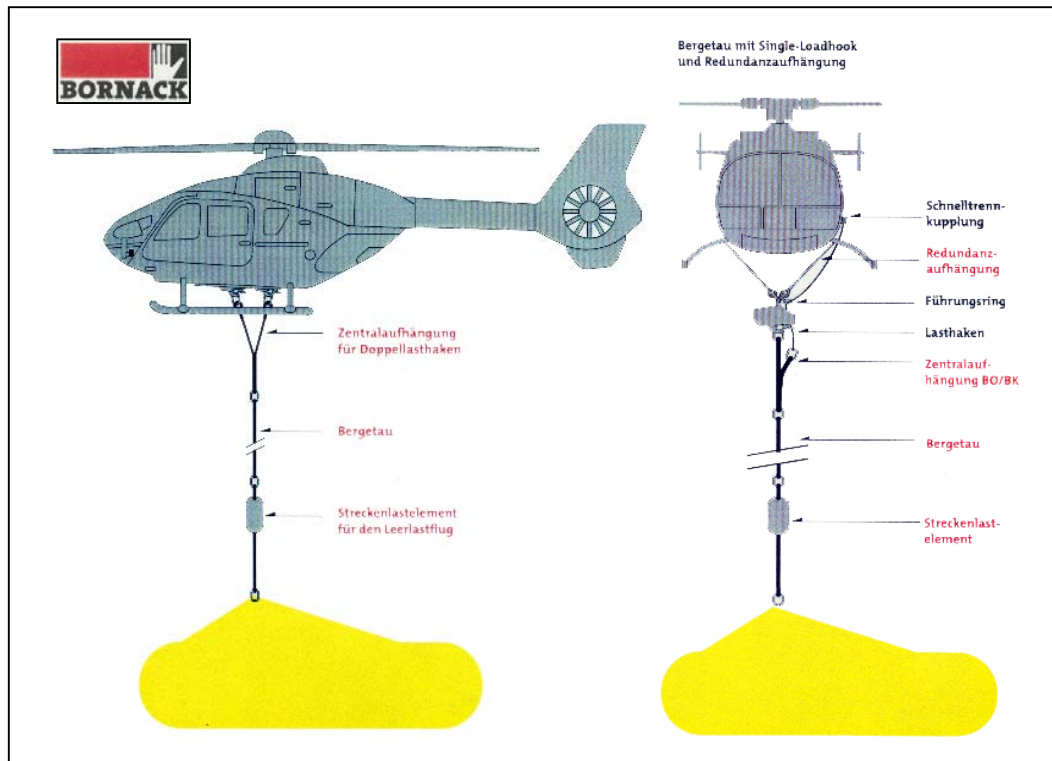 BORNACK
Bergetau mit Single-Loadhook
und Redundanzaufhängung
Zentralaufhängung
für Doppellasthaken
Bergetau
Streckenlastelement
für den Leerlastflug
Schnelltrenn-
kupplung
Redundanz-
aufhängung
Führungsring
Lasthaken
Zentralauf-
hängung BO/BK
Bergetau
Streckenlast-
element